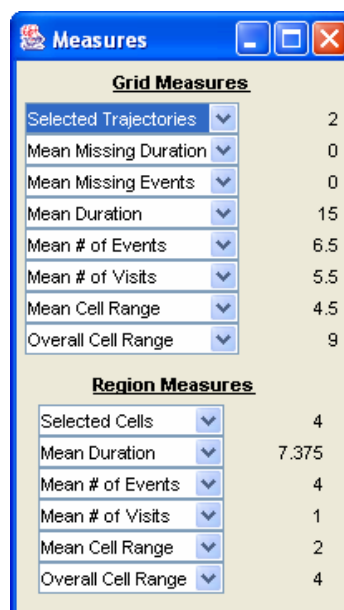 Measures
Grid Measures
Selected Trajectories 2
Mean Missing Duration 0
Mean Missing Events 0
Mean Duration 15
Mean # of Events 6.5
Mean # of Visits 5.5
Mean Cell Range 4.5
Overall Cell Range 9
Region Measures
Selected Cells 4
Mean Duration 7.375
Mean # of Events 4
Mean # of Visits 1
Mean Cell Range 2
Overall Cell Range 4